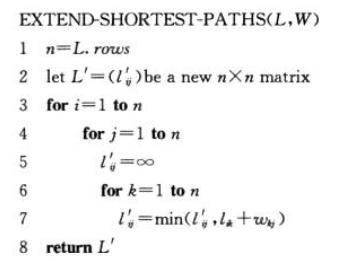 EXTEND-SHORTEST-PATHS(L,W)
1 n=L. rows
2 let L′=(l′ᵢⱼ)be a new n×n matrix
3 for i=1 to n
4 for j=1 to n
5 l′ᵢⱼ=∞
6 for k=1 to n
7 l′ᵢⱼ=min(l′ᵢⱼ,lᵢₖ+wₖⱼ)
8 return L′